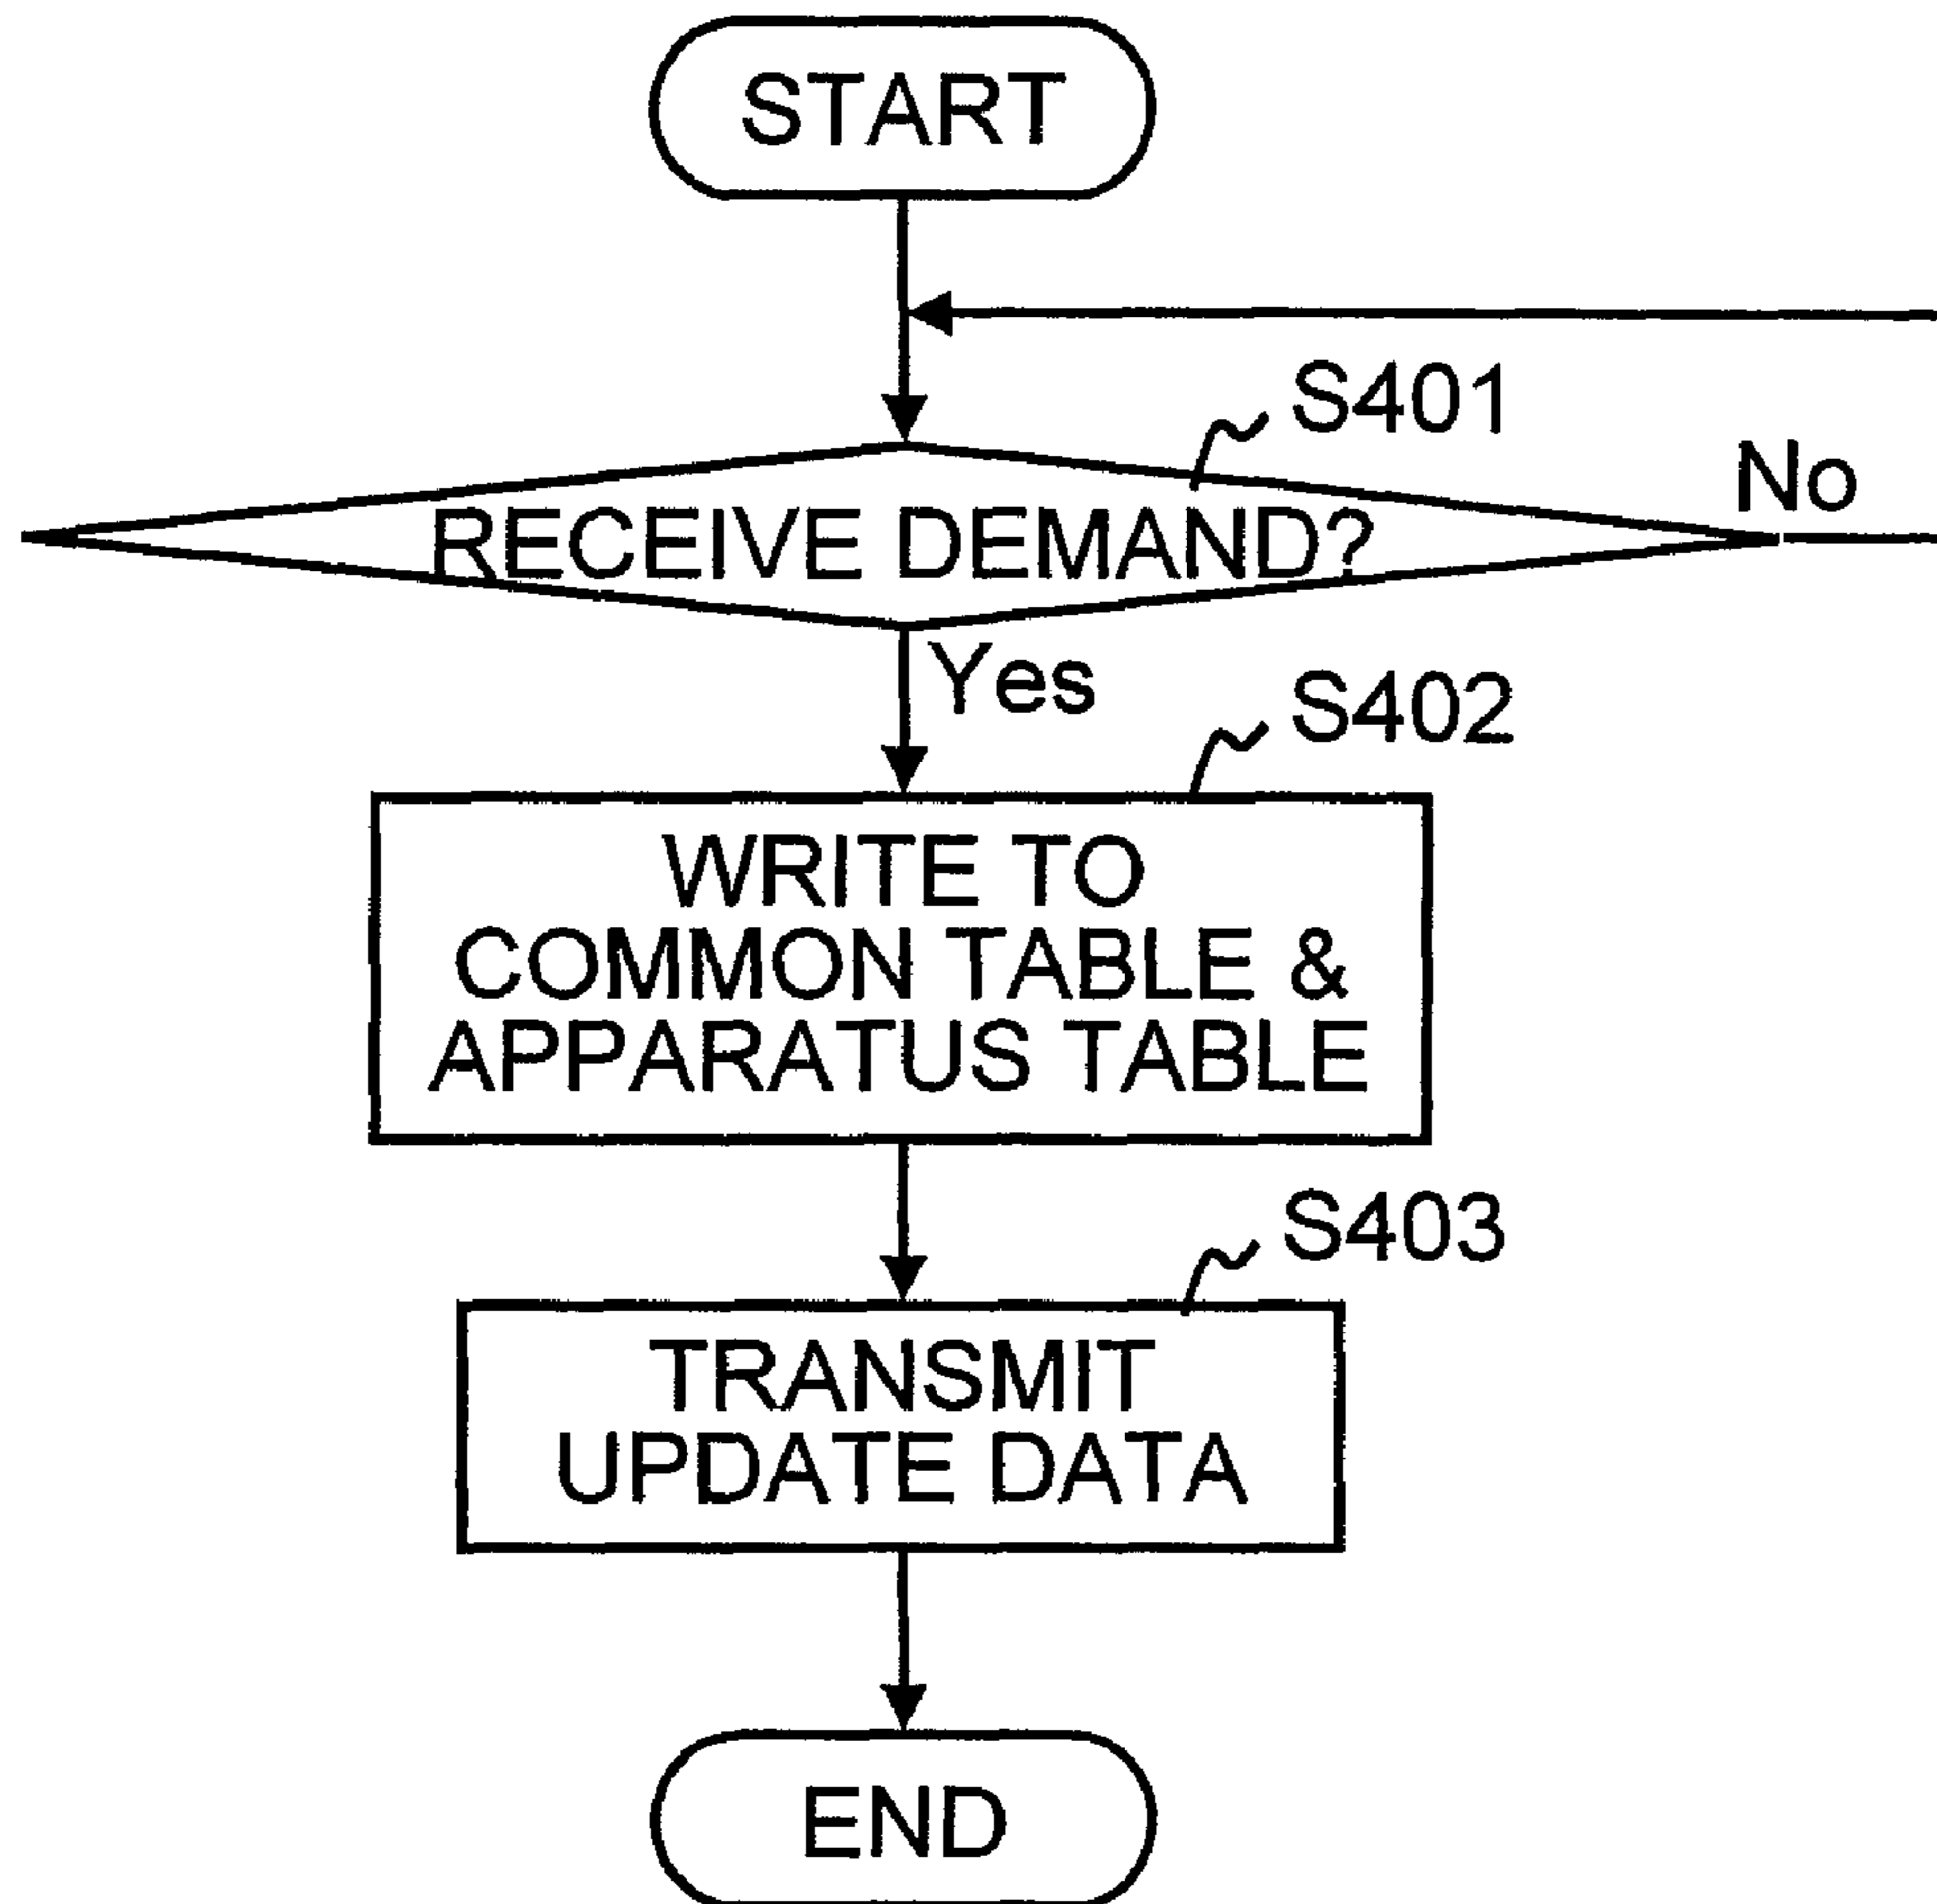 START
S401
No
RECEIVE DEMAND?
Yes
S402
WRITE TO
COMMON TABLE &
APPARATUS TABLE
S403
TRANSMIT
UPDATE DATA
END